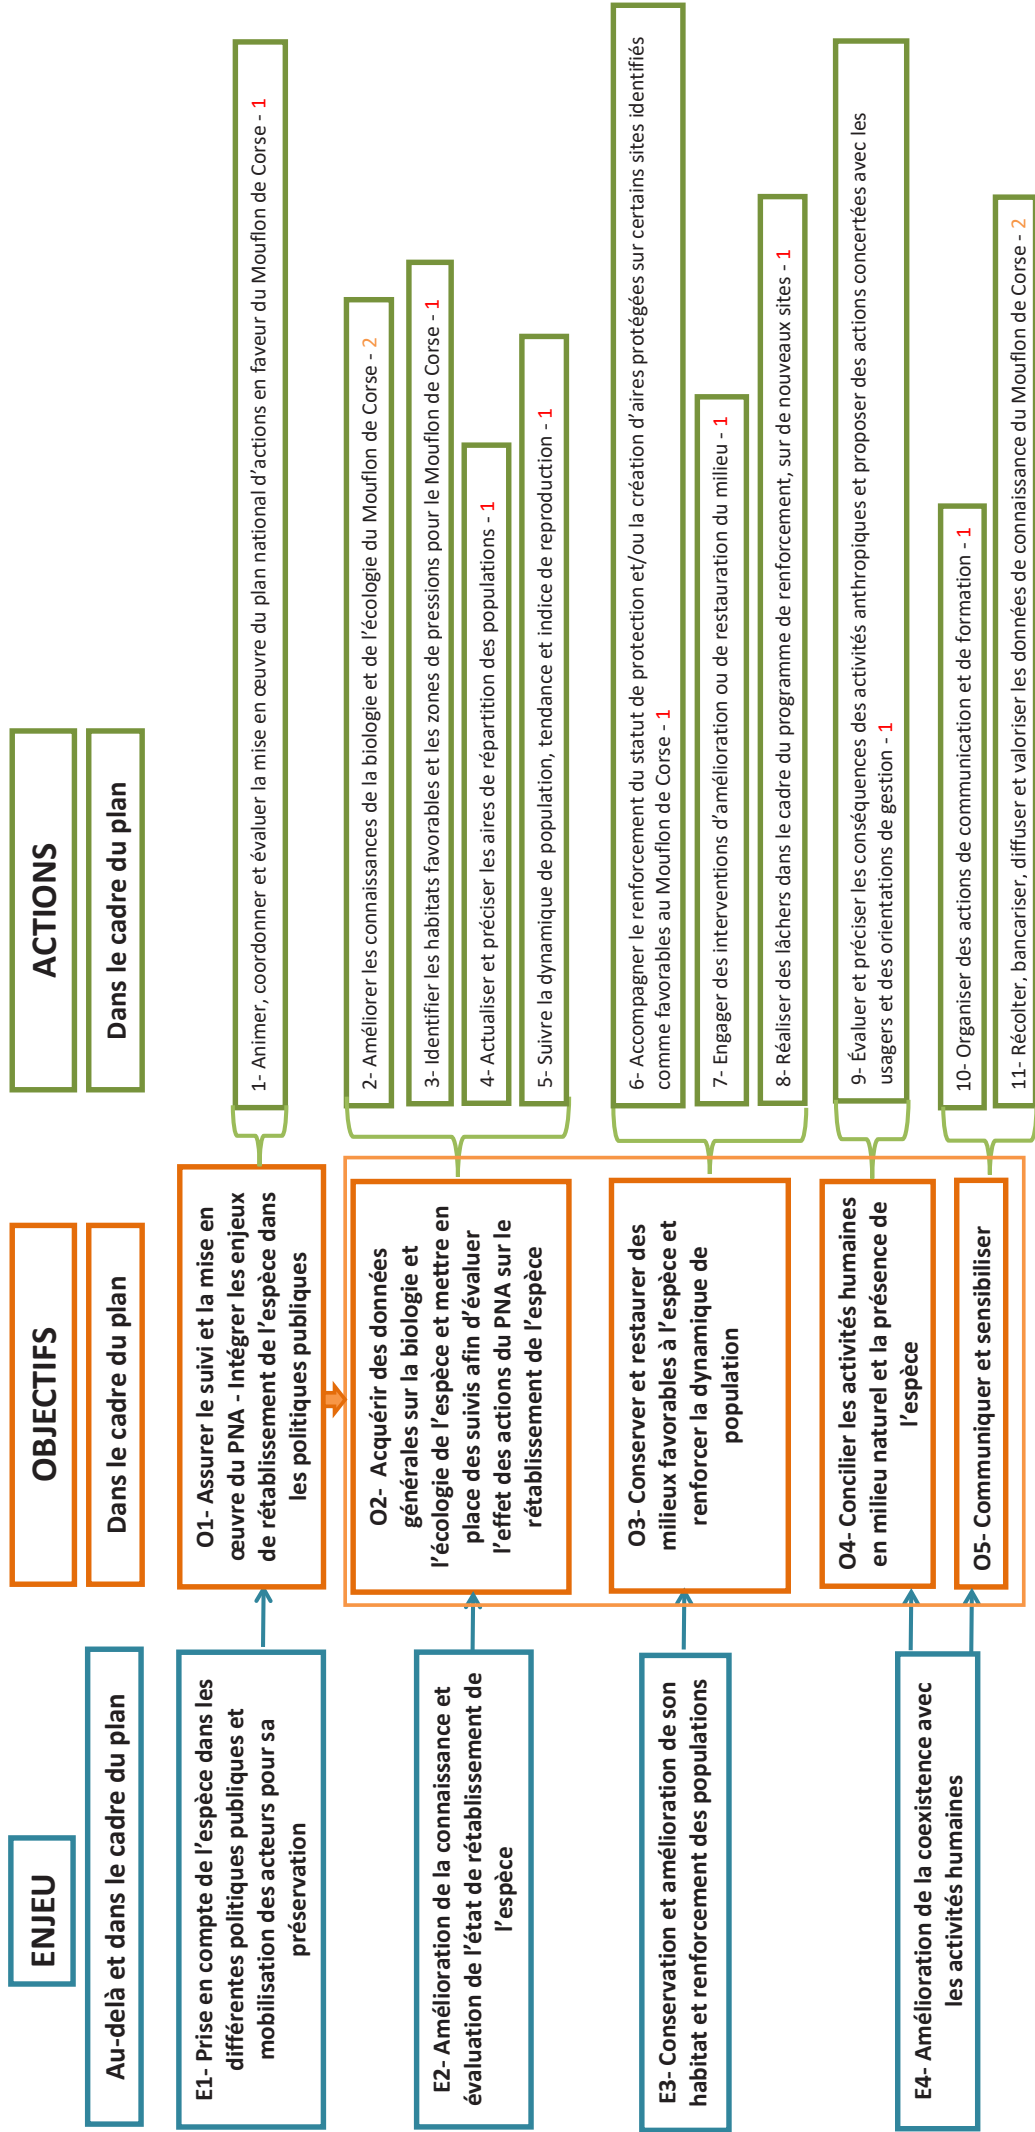 ENJEU
Au-delà et dans le cadre du plan
E1- Prise en compte de l'espèce dans les
différentes politiques publiques et
mobilisation des acteurs pour sa
préservation
E2- Amélioration de la connaissance et
évaluation de l'état de rétablissement de
l'espèce
E3- Conservation et amélioration de son
habitat et renforcement des populations
E4- Amélioration de la coexistence avec
les activités humaines
OBJECTIFS
Dans le cadre du plan
O1- Assurer le suivi et la mise en
œuvre du PNA - Intégrer les enjeux
de rétablissement de l'espèce dans
les politiques publiques
O2- Acquérir des données
générales sur la biologie et
l'écologie de l'espèce et mettre en
place des suivis afin d'évaluer
l'effet des actions du PNA sur le
rétablissement de l'espèce
O3- Conserver et restaurer des
milieux favorables à l'espèce et
renforcer la dynamique de
population
O4- Concilier les activités humaines
en milieu naturel et la présence de
l'espèce
O5- Communiquer et sensibiliser
ACTIONS
Dans le cadre du plan
1- Animer, coordonner et évaluer la mise en œuvre du plan national d'actions en faveur du Mouflon de Corse - 1
2- Améliorer les connaissances de la biologie et de l'écologie du Mouflon de Corse - 2
3- Identifier les habitats favorables et les zones de pressions pour le Mouflon de Corse - 1
4- Actualiser et préciser les aires de répartition des populations - 1
5- Suivre la dynamique de population, tendance et indice de reproduction - 1
6- Accompagner le renforcement du statut de protection et/ou la création d'aires protégées sur certains sites identifiés
comme favorables au Mouflon de Corse - 1
7- Engager des interventions d'amélioration ou de restauration du milieu - 1
8- Réaliser des lâchers dans le cadre du programme de renforcement, sur de nouveaux sites - 1
9- Évaluer et préciser les conséquences des activités anthropiques et proposer des actions concertées avec les
usagers et des orientations de gestion - 1
10- Organiser des actions de communication et de formation - 1
11- Récolter, bancariser, diffuser et valoriser les données de connaissance du Mouflon de Corse - 2